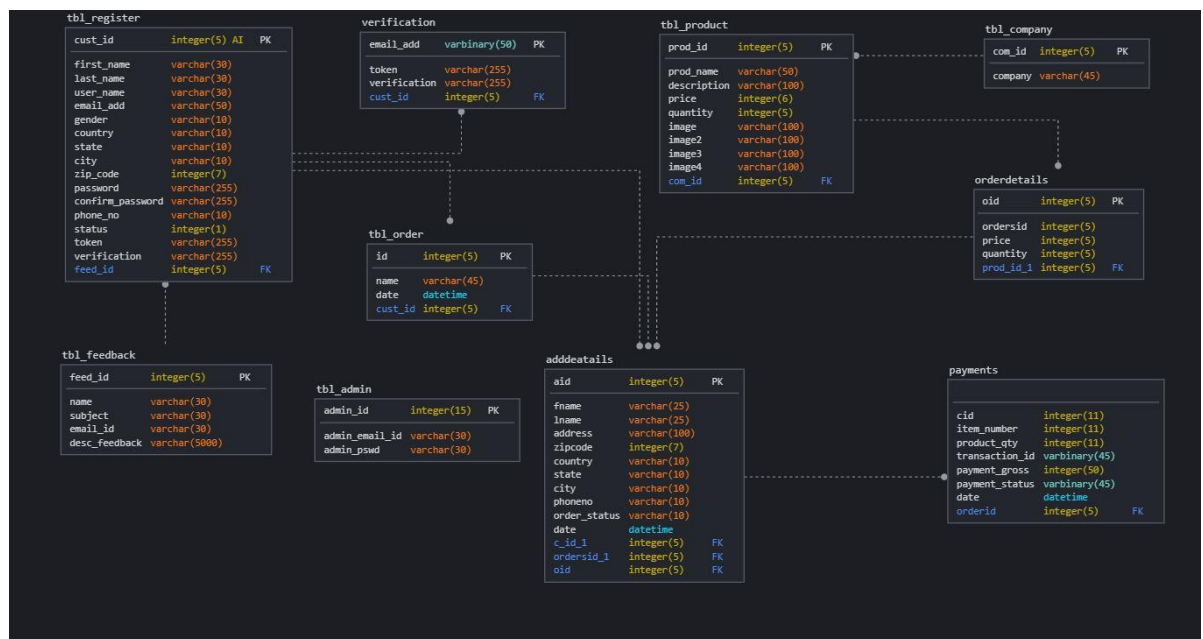 tbl_register
cust_id integer(5) AI PK
first_name varchar(30)
last_name varchar(30)
user_name varchar(30)
email_add varchar(50)
gender varchar(10)
country varchar(10)
state varchar(10)
city varchar(10)
zip_code integer(7)
password varchar(255)
confirm_password varchar(255)
phone_no varchar(10)
status integer(1)
token varchar(255)
verification varchar(255)
feed_id integer(5) FK
verification
email_add varbinary(50) PK
token varchar(255)
verification varchar(255)
cust_id integer(5) FK
tbl_product
prod_id integer(5) PK
prod_name varchar(50)
description varchar(100)
price integer(6)
quantity integer(5)
image varchar(100)
image2 varchar(100)
image3 varchar(100)
image4 varchar(100)
com_id integer(5) FK
tbl_company
com_id integer(5) PK
company varchar(45)
orderdetails
oid integer(5) PK
ordersid integer(5)
price integer(5)
quantity integer(5)
prod_id_1 integer(5) FK
tbl_order
id integer(5) PK
name varchar(45)
date datetime
cust_id integer(5) FK
tbl_feedback
feed_id integer(5) PK
name varchar(30)
subject varchar(30)
email_id varchar(30)
desc_feedback varchar(5000)
tbl_admin
admin_id integer(15) PK
admin_email_id varchar(30)
admin_pswd varchar(30)
adddeatails
aid integer(5) PK
fname varchar(25)
lname varchar(25)
address varchar(100)
zipcode integer(7)
country varchar(10)
state varchar(10)
city varchar(10)
phoneno varchar(10)
order_status varchar(10)
date datetime
c_id_1 integer(5) FK
ordersid_1 integer(5) FK
oid integer(5) FK
payments
cid integer(11)
item_number integer(11)
product_qty integer(11)
transaction_id varbinary(45)
payment_gross integer(50)
payment_status varbinary(45)
date datetime
orderid integer(5) FK